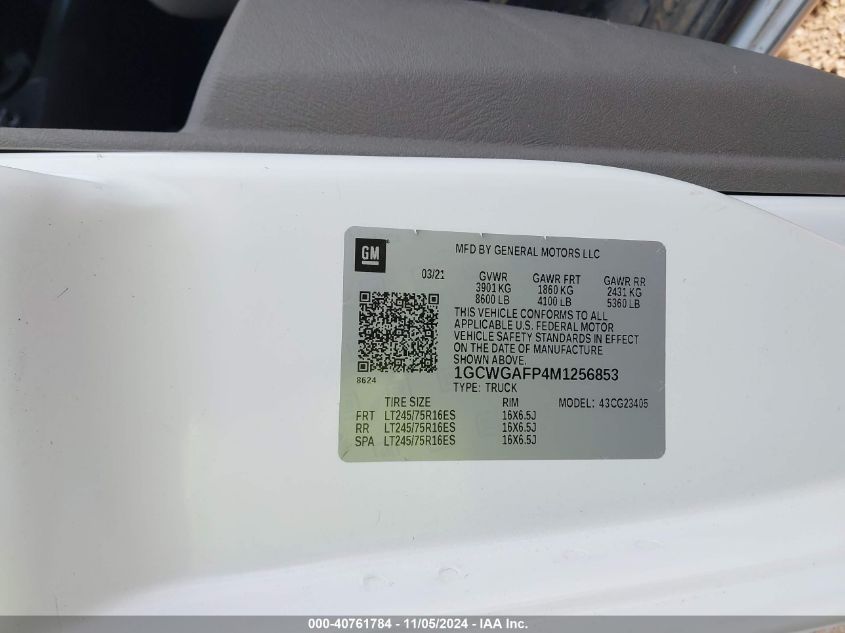 GM
MFD BY GENERAL MOTORS LLC
03/21 GVWR GAWR FRT GAWR RR
3901 KG 1860 KG 2431 KG
8600 LB 4100 LB 5360 LB
THIS VEHICLE CONFORMS TO ALL
APPLICABLE U.S. FEDERAL MOTOR
VEHICLE SAFETY STANDARDS IN EFFECT
ON THE DATE OF MANUFACTURE
SHOWN ABOVE.
8624
1GCWGAFP4M1256853
TYPE: TRUCK
TIRE SIZE RIM MODEL: 43CG23405
FRT LT245/75R16ES 16X6.5J
RR LT245/75R16ES 16X6.5J
SPA LT245/75R16ES 16X6.5J
000-40761784 - 11/05/2024 - IAA Inc.